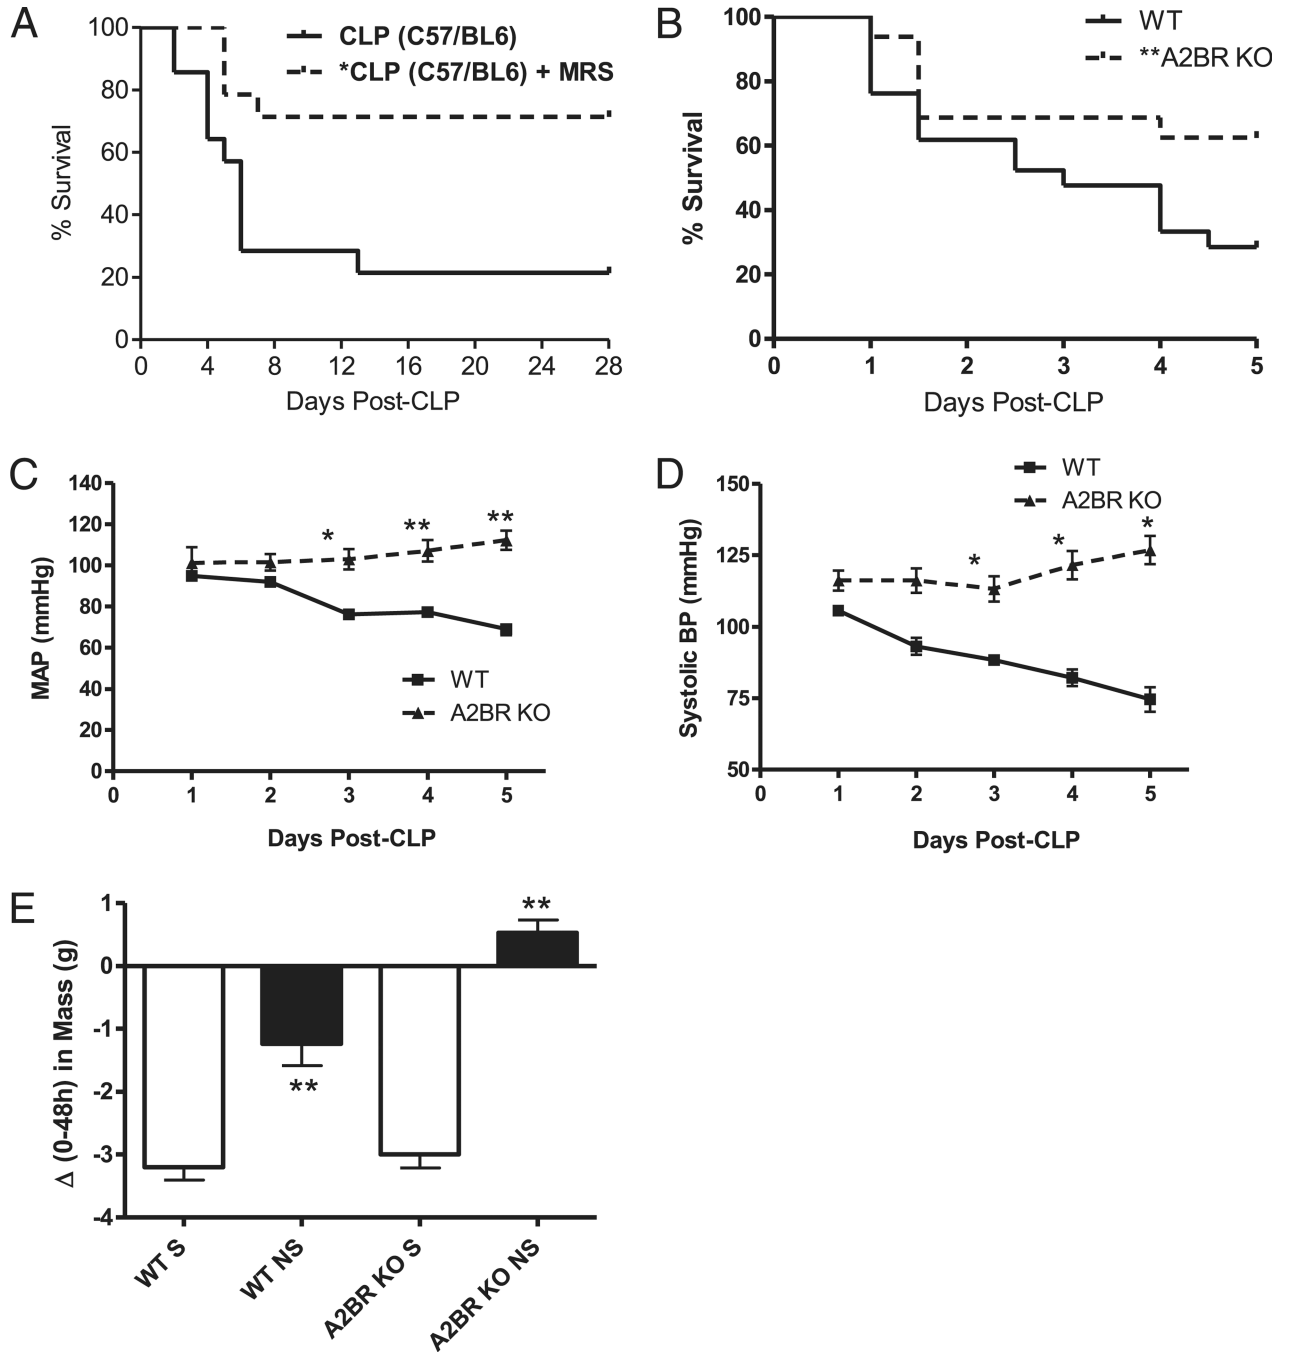 A
100
80
60
40
20
0
% Survival
0 4 8 12 16 20 24 28
Days Post-CLP
CLP (C57/BL6)
*CLP (C57/BL6) + MRS
B
100
80
60
40
20
0
% Survival
0 1 2 3 4 5
Days Post-CLP
WT
**A2BR KO
C
140
120
100
80
60
40
20
0
MAP (mmHg)
* ** **
WT
A2BR KO
0 1 2 3 4 5
Days Post-CLP
D
150
125
100
75
50
Systolic BP (mmHg)
WT
A2BR KO
* * *
0 1 2 3 4 5
Days Post-CLP
E
1
0
-1
-2
-3
-4
Δ (0-48h) in Mass (g)
**
**
WT S
WT NS
A2BR KO S
A2BR KO NS